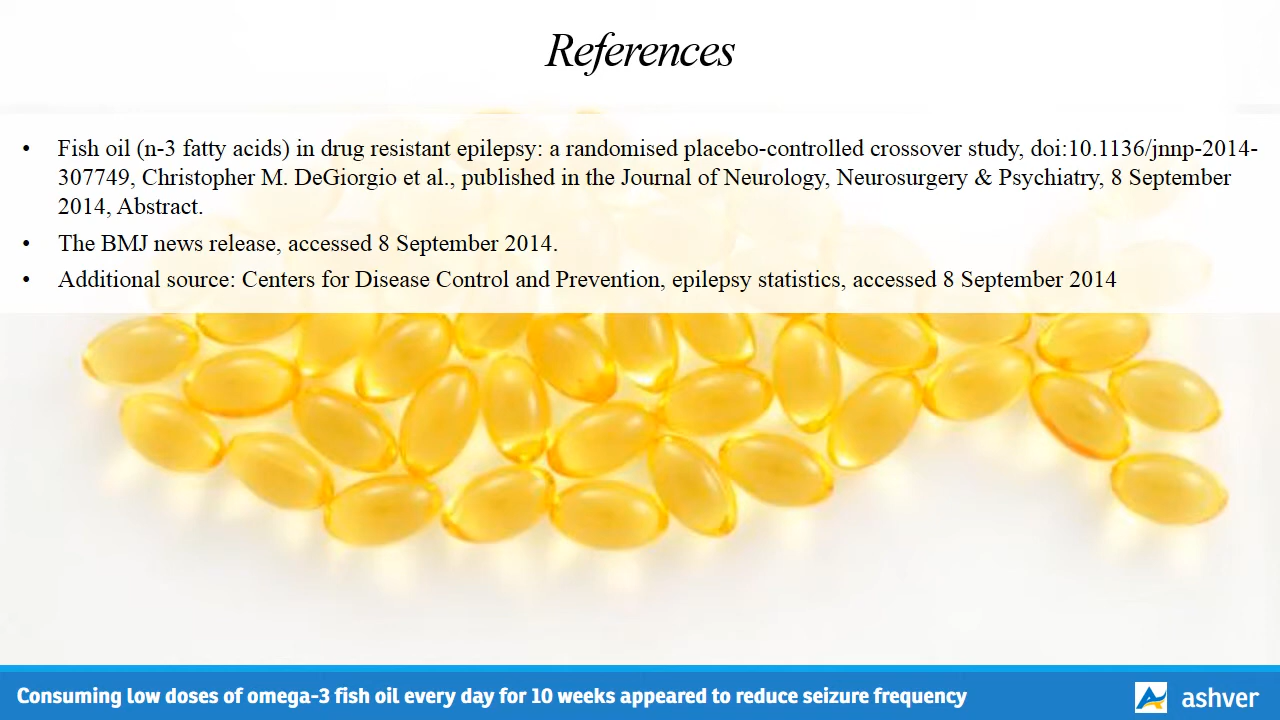 References
• Fish oil (n-3 fatty acids) in drug resistant epilepsy: a randomised placebo-controlled crossover study, doi:10.1136/jnnp-2014-
307749, Christopher M. DeGiorgio et al., published in the Journal of Neurology, Neurosurgery & Psychiatry, 8 September
2014, Abstract.
• The BMJ news release, accessed 8 September 2014.
• Additional source: Centers for Disease Control and Prevention, epilepsy statistics, accessed 8 September 2014
Consuming low doses of omega-3 fish oil every day for 10 weeks appeared to reduce seizure frequency
ashver